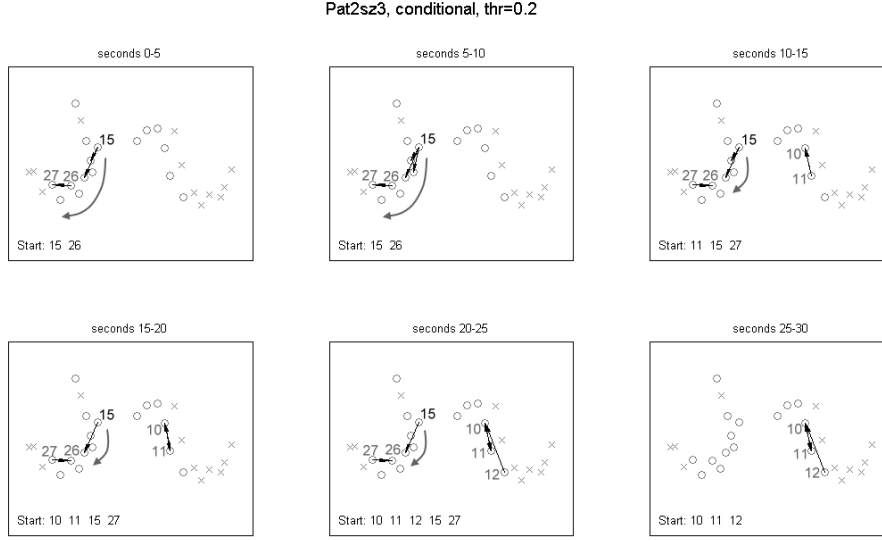 Pat2sz3, conditional, thr=0.2
seconds 0-5
15
27 26
Start: 15 26
seconds 5-10
15
27 26
Start: 15 26
seconds 10-15
15
10
27 26
11
Start: 11 15 27
seconds 15-20
15
10
27 26
11
Start: 10 11 15 27
seconds 20-25
15
10
27 26
11
12
Start: 10 11 12 15 27
seconds 25-30
10
11
12
Start: 10 11 12